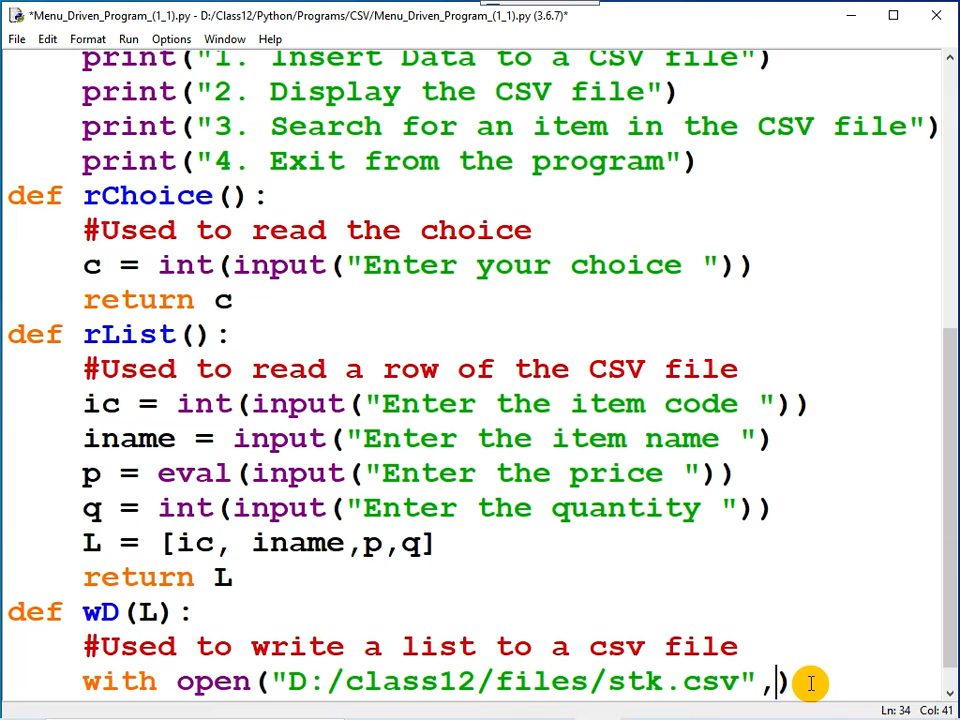 *Menu_Driven_Program_(1_1).py - D:/Class12/Python/Programs/CSV/Menu_Driven_Program_(1_1).py (3.6.7)*
File Edit Format Run Options Window Help
print("1. Insert Data to a CSV file")
print("2. Display the CSV file")
print("3. Search for an item in the CSV file")
print("4. Exit from the program")
def rChoice():
#Used to read the choice
c = int(input("Enter your choice "))
return c
def rList():
#Used to read a row of the CSV file
ic = int(input("Enter the item code "))
iname = input("Enter the item name ")
p = eval(input("Enter the price "))
q = int(input("Enter the quantity "))
L = [ic, iname,p,q]
return L
def wD(L):
#Used to write a list to a csv file
with open("D:/class12/files/stk.csv",)
Ln: 34 Col: 41